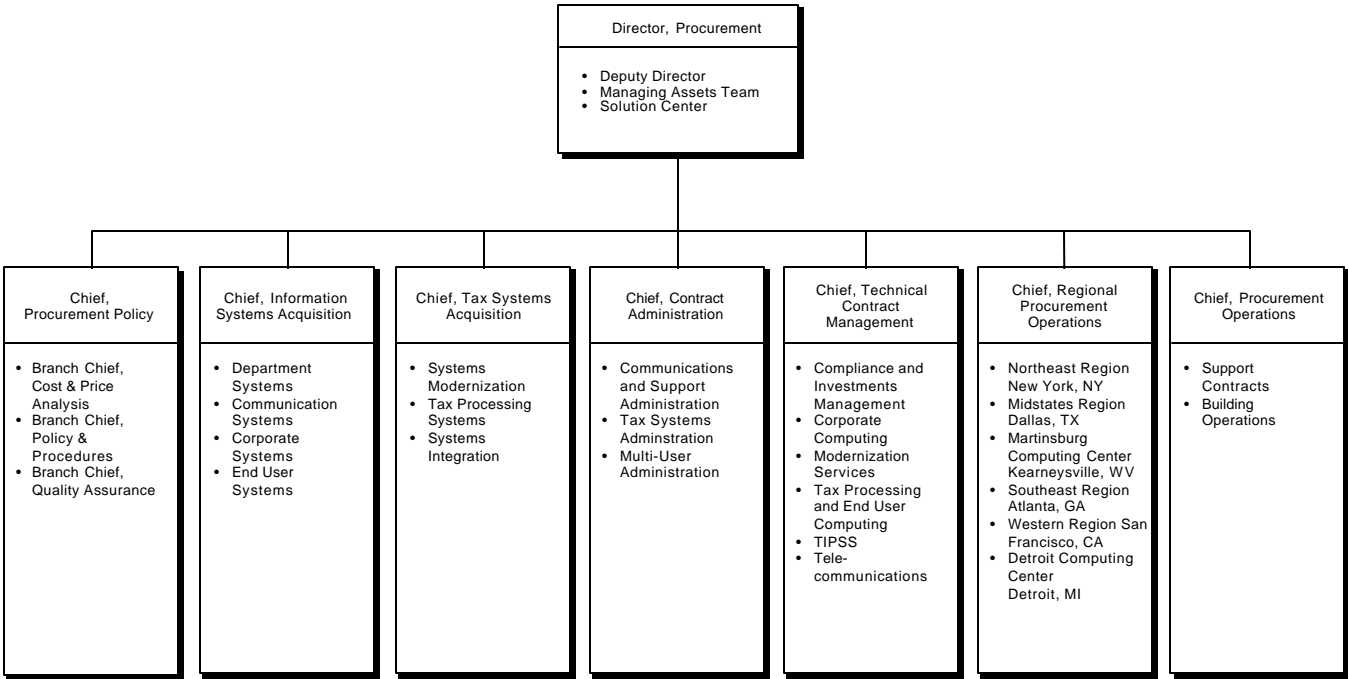 Director, Procurement
• Deputy Director
• Managing Assets Team
• Solution Center
Chief,
Procurement Policy
• Branch Chief,
Cost & Price
Analysis
• Branch Chief,
Policy &
Procedures
• Branch Chief,
Quality Assurance
Chief, Information
Systems Acquisition
• Department
Systems
• Communication
Systems
• Corporate
Systems
• End User
Systems
Chief, Tax Systems
Acquisition
• Systems
Modernization
• Tax Processing
Systems
• Systems
Integration
Chief, Contract
Administration
• Communications
and Support
Administration
• Tax Systems
Adminstration
• Multi-User
Administration
Chief, Technical
Contract
Management
• Compliance and
Investments
Management
• Corporate
Computing
• Modernization
Services
• Tax Processing
and End User
Computing
• TIPSS
• Tele-
communications
Chief, Regional
Procurement
Operations
• Northeast Region
New York, NY
• Midstates Region
Dallas, TX
• Martinsburg
Computing Center
Kearneysville, WV
• Southeast Region
Atlanta, GA
• Western Region San
Francisco, CA
• Detroit Computing
Center
Detroit, MI
Chief, Procurement
Operations
• Support
Contracts
• Building
Operations